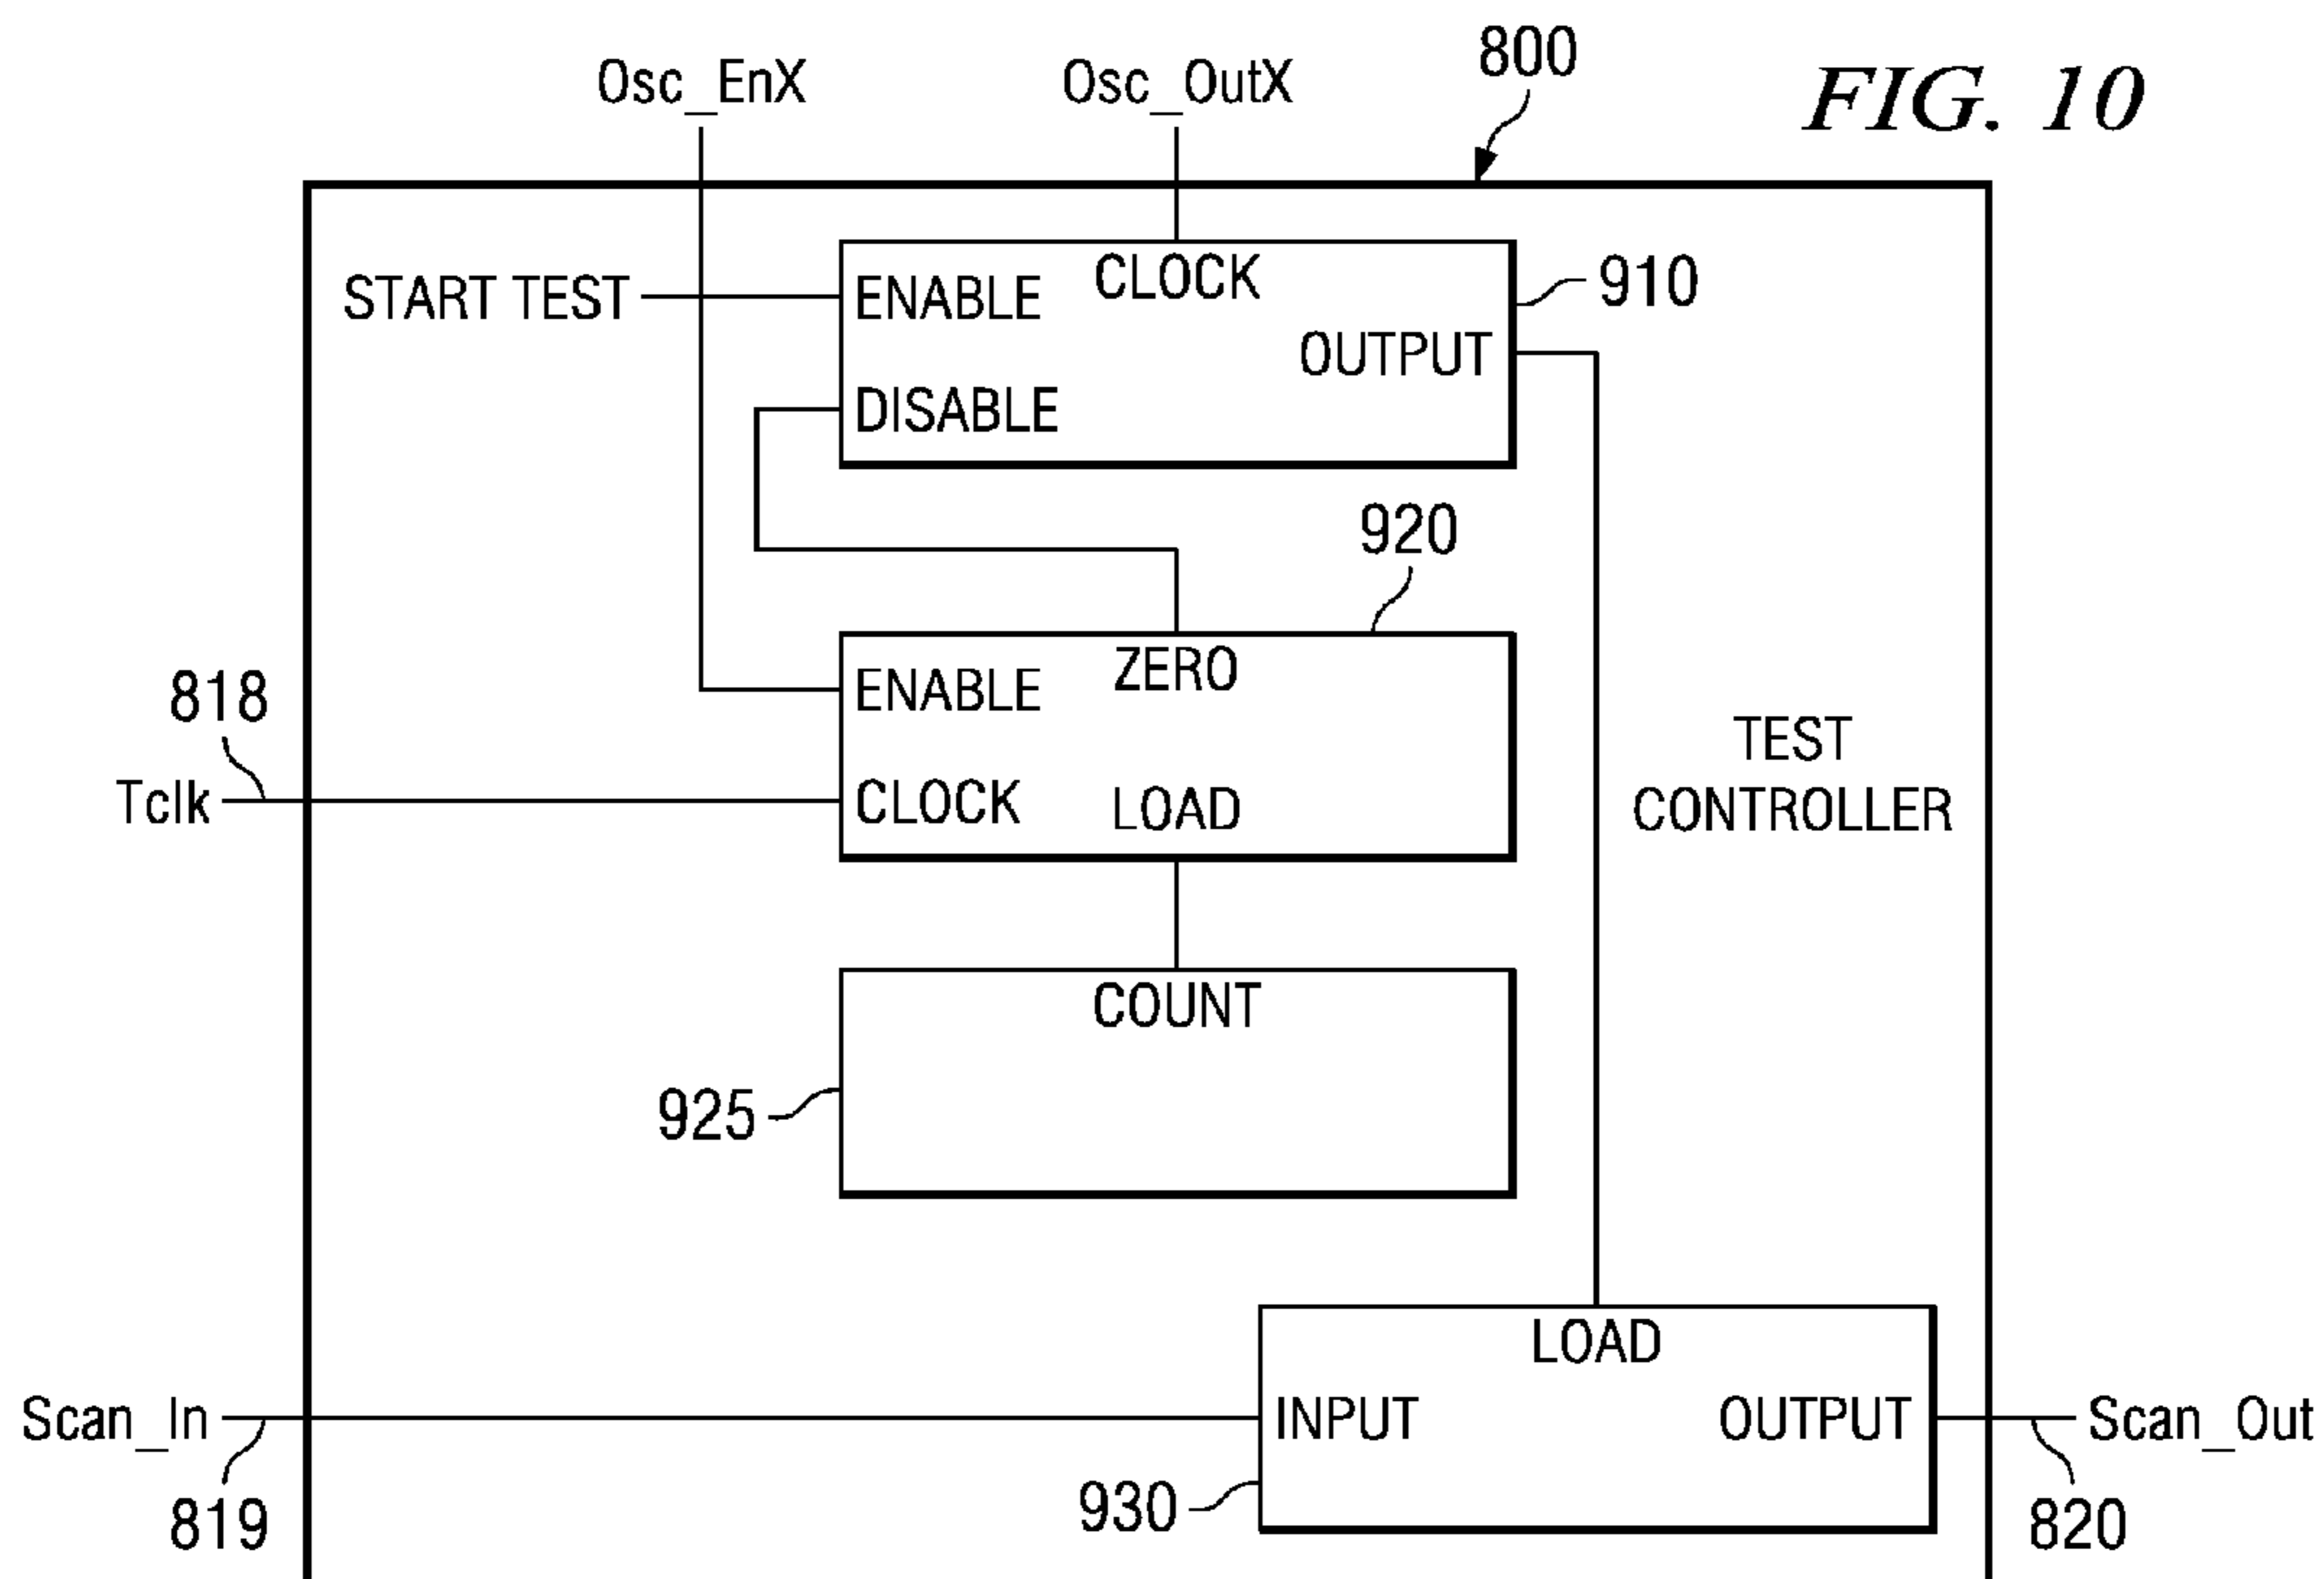 800
FIG. 10
Osc_EnX
Osc_OutX
START TEST
ENABLE
CLOCK
910
OUTPUT
DISABLE
920
818
ENABLE
ZERO
TEST
CONTROLLER
Tclk
CLOCK
LOAD
COUNT
925
LOAD
Scan_In
INPUT
OUTPUT
Scan_Out
819
930
820